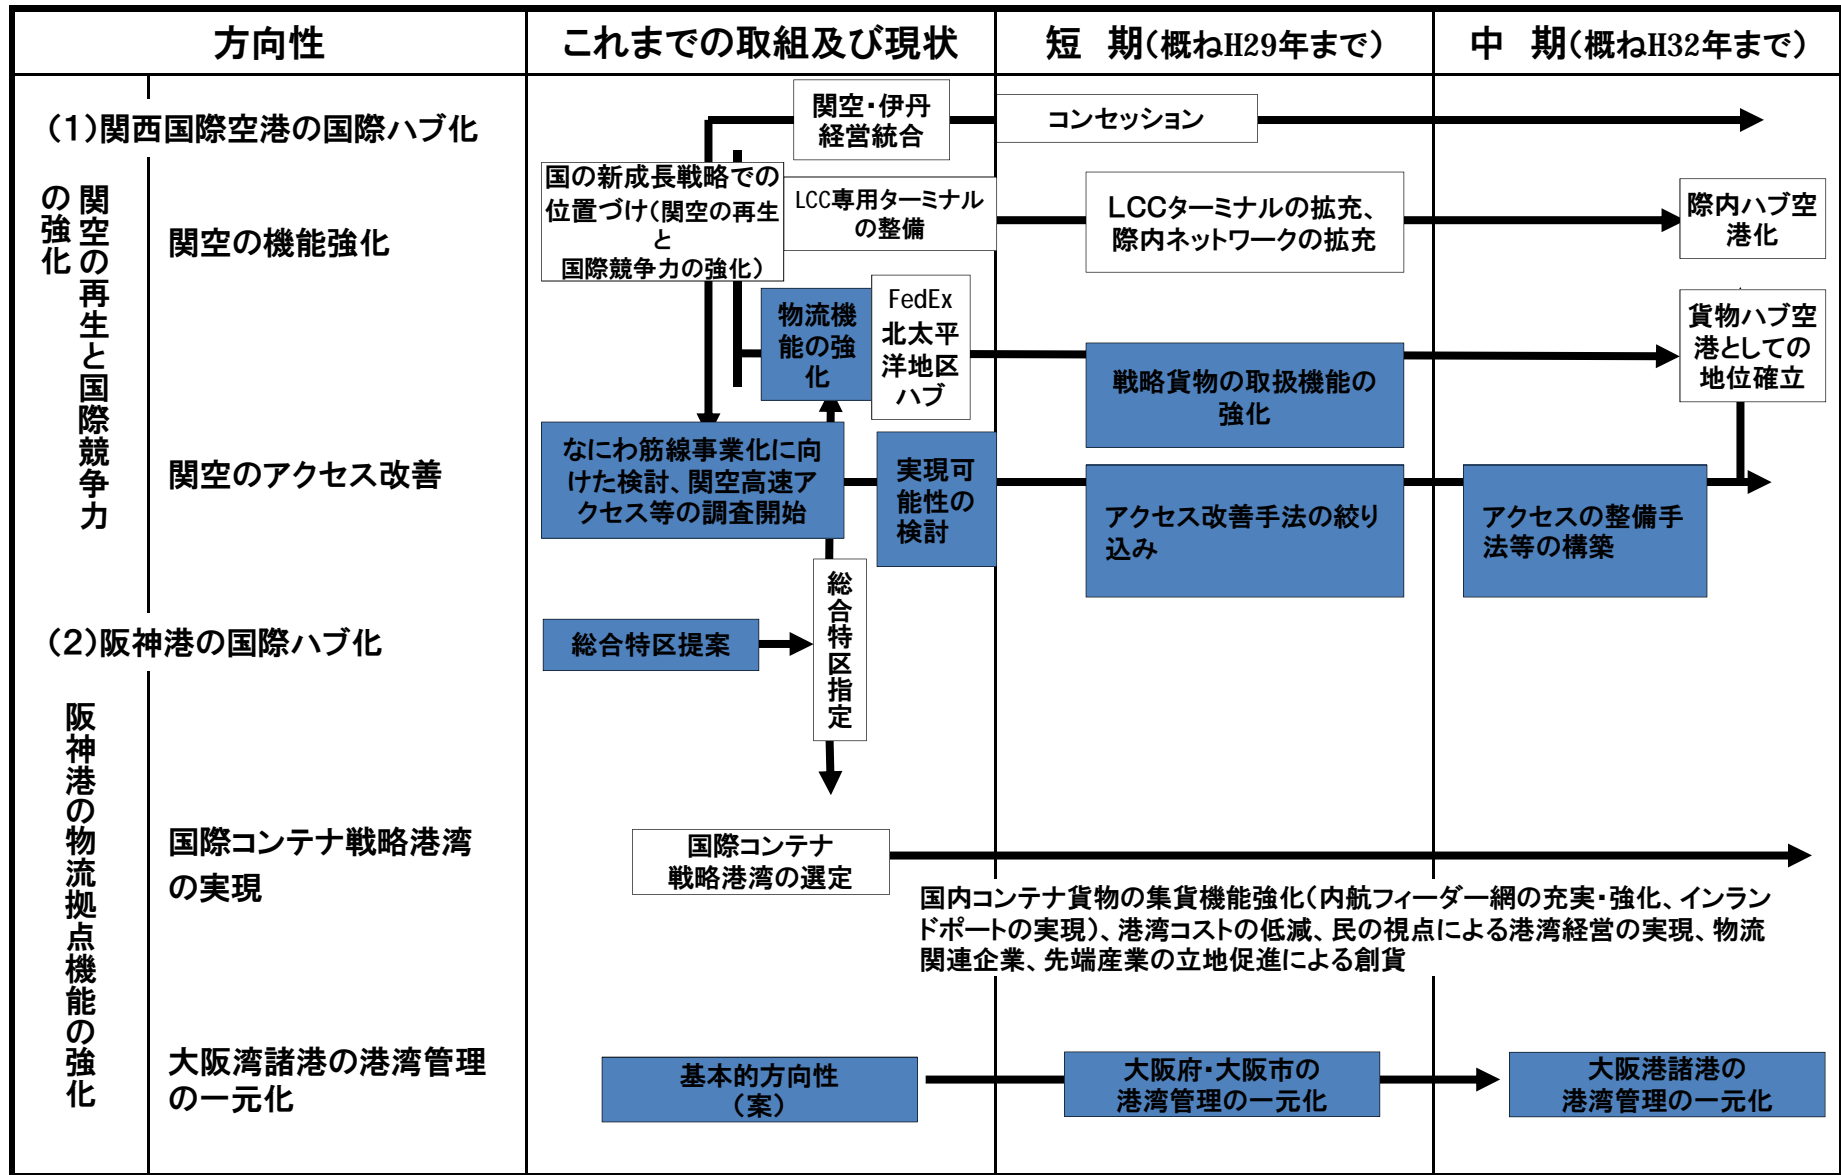 方向性
これまでの取組及び現状
短　期(概ねH29年まで)
中　期(概ねH32年まで)
(1)関西国際空港の国際ハブ化
関空・伊丹
経営統合
コンセッション
関空の再生と国際競争力
の強化
関空の機能強化
国の新成長戦略での
位置づけ(関空の再生
と
国際競争力の強化)
LCC専用ターミナル
の整備
LCCターミナルの拡充、
際内ネットワークの拡充
際内ハブ空
港化
物流機
能の強
化
FedEx
北太平
洋地区
ハブ
戦略貨物の取扱機能の
強化
貨物ハブ空
港としての
地位確立
関空のアクセス改善
なにわ筋線事業化に向
けた検討、関空高速ア
クセス等の調査開始
実現可
能性の
検討
アクセス改善手法の絞り
込み
アクセスの整備手
法等の構築
(2)阪神港の国際ハブ化
総合特区提案
総合特区指定
阪神港の物流拠点機能の強化
国際コンテナ戦略港湾
の実現
国際コンテナ
戦略港湾の選定
国内コンテナ貨物の集貨機能強化(内航フィーダー網の充実・強化、インラン
ドポートの実現)、港湾コストの低減、民の視点による港湾経営の実現、物流
関連企業、先端産業の立地促進による創貨
大阪湾諸港の港湾管理
の一元化
基本的方向性
(案)
大阪府・大阪市の
港湾管理の一元化
大阪港諸港の
港湾管理の一元化